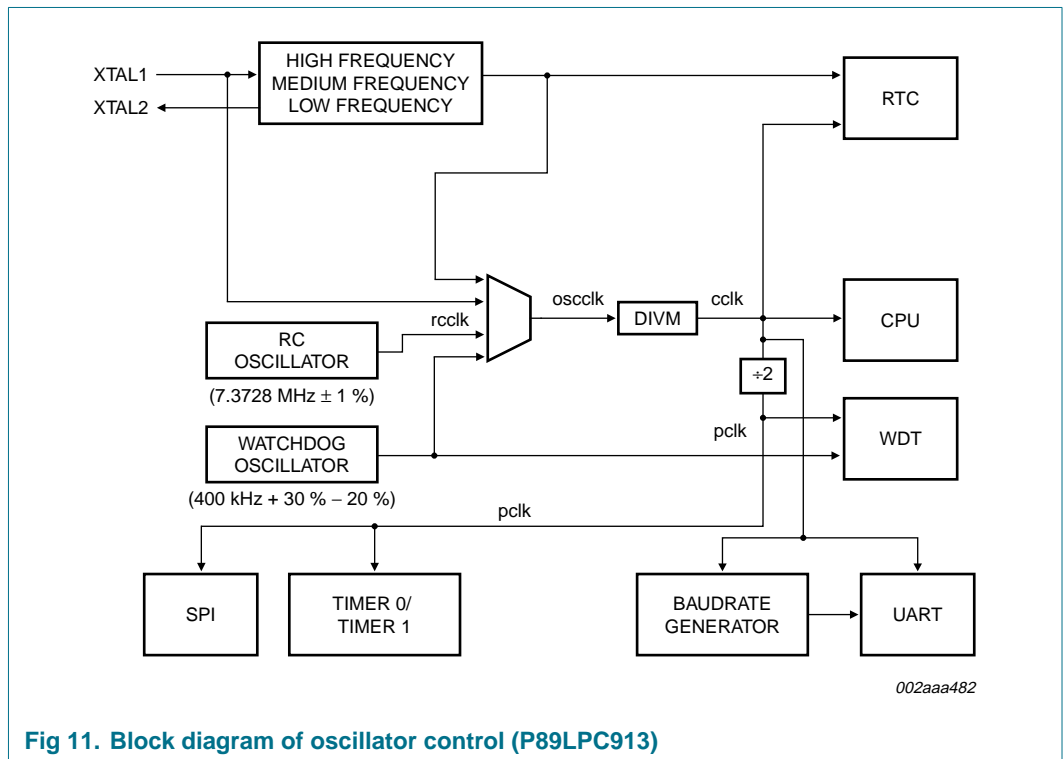 HIGH FREQUENCY
MEDIUM FREQUENCY
LOW FREQUENCY
XTAL1
XTAL2
RTC
oscclk
cclk
DIVM
CPU
rcclk
RC
OSCILLATOR
(7.3728 MHz ± 1 %)
÷2
pclk
WDT
WATCHDOG
OSCILLATOR
(400 kHz + 30 % − 20 %)
pclk
SPI
TIMER 0/
TIMER 1
BAUDRATE
GENERATOR
UART
002aaa482
Fig 11. Block diagram of oscillator control (P89LPC913)